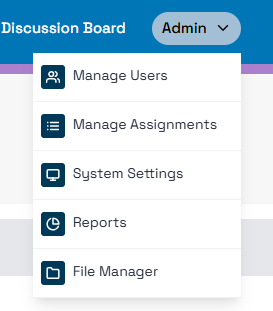 Discussion Board
Admin
Manage Users
Manage Assignments
System Settings
Reports
File Manager